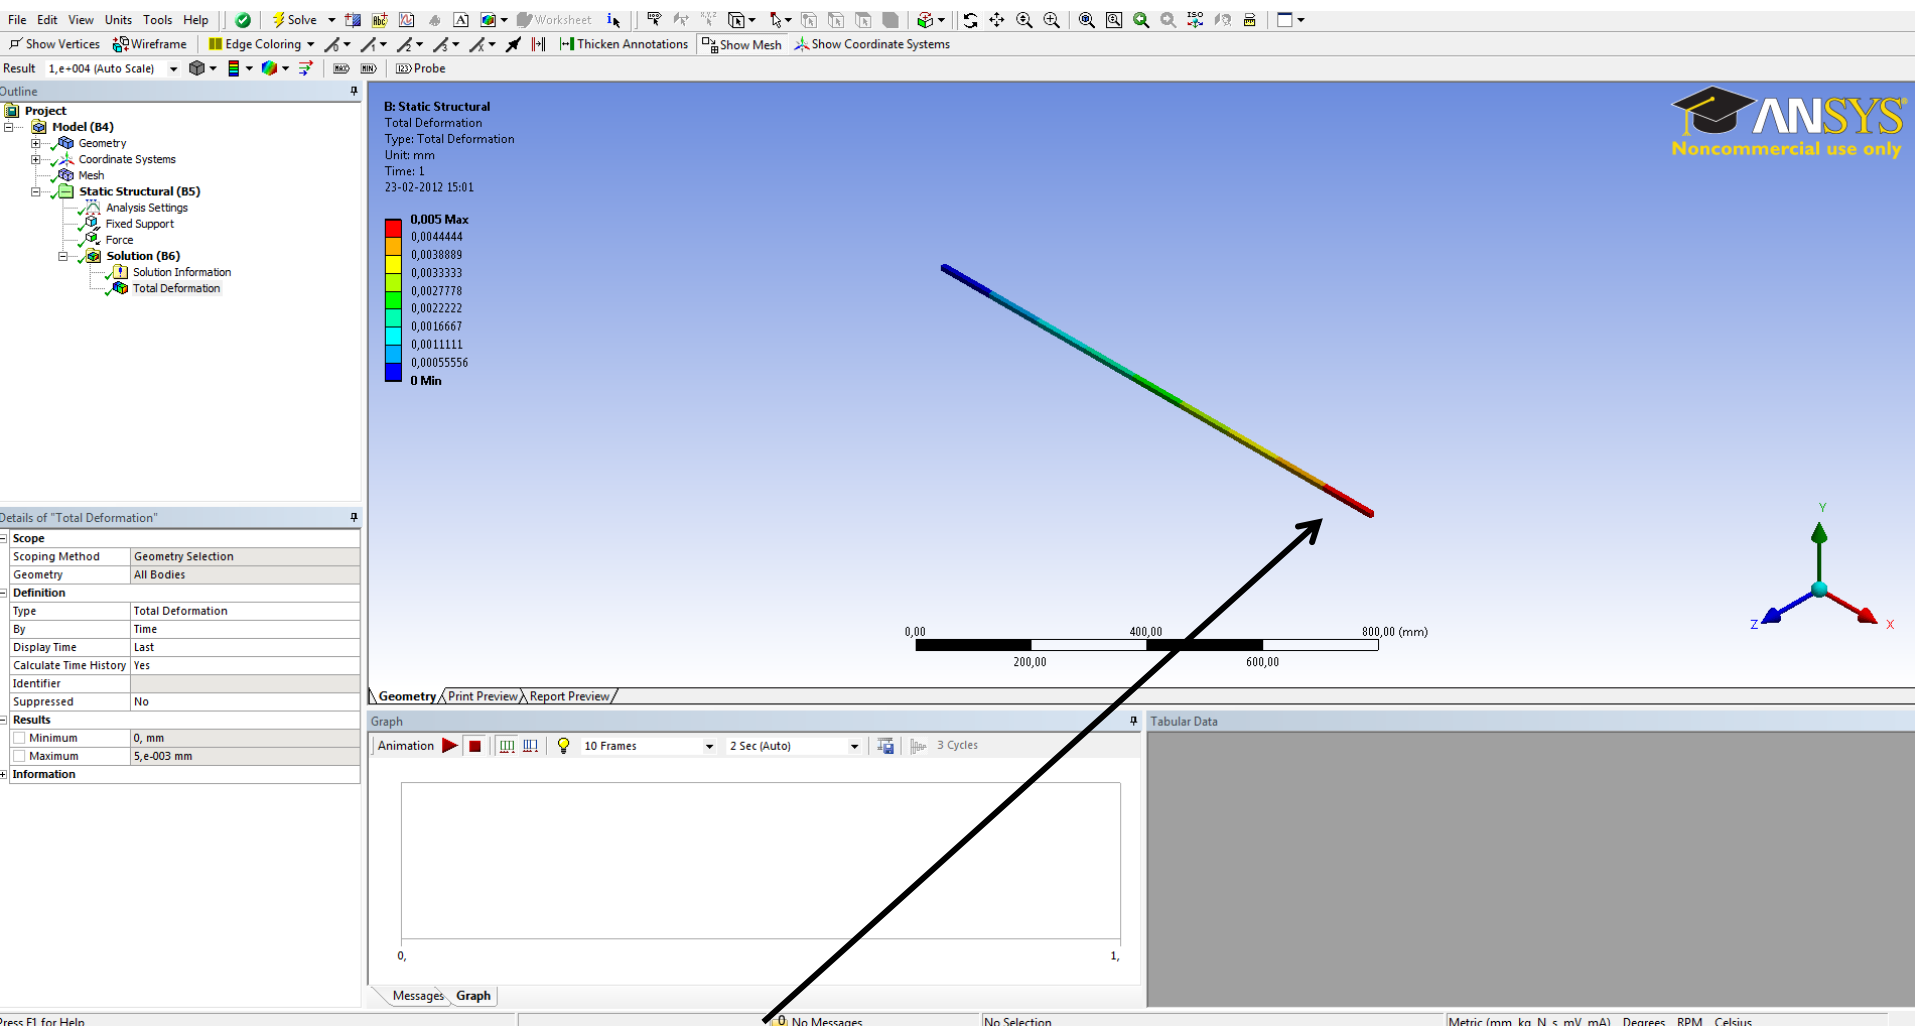 File Edit View Units Tools Help Solve Worksheet
Show Vertices Wireframe Edge Coloring Thicken Annotations Show Mesh Show Coordinate Systems
Result 1,e+004 (Auto Scale) MAX MIN Probe
Outline
Project
Model (B4)
Geometry
Coordinate Systems
Mesh
Static Structural (B5)
Analysis Settings
Fixed Support
Force
Solution (B6)
Solution Information
Total Deformation
Details of "Total Deformation"
Scope
Scoping Method Geometry Selection
Geometry All Bodies
Definition
Type Total Deformation
By Time
Display Time Last
Calculate Time History Yes
Identifier
Suppressed No
Results
Minimum 0, mm
Maximum 5,e-003 mm
Information
B: Static Structural
Total Deformation
Type: Total Deformation
Unit: mm
Time: 1
23-02-2012 15:01
0,005 Max
0,0044444
0,0038889
0,0033333
0,0027778
0,0022222
0,0016667
0,0011111
0,00055556
0 Min
ANSYS
Noncommercial use only
Y
Z
X
0,00 400,00 800,00 (mm)
200,00 600,00
Geometry Print Preview Report Preview
Graph
Animation 10 Frames 2 Sec (Auto) 3 Cycles
0, 1,
Messages Graph
Tabular Data
Press F1 for Help 0 No Messages No Selection Metric (mm, kg, N, s, mV, mA) Degrees RPM Celsius